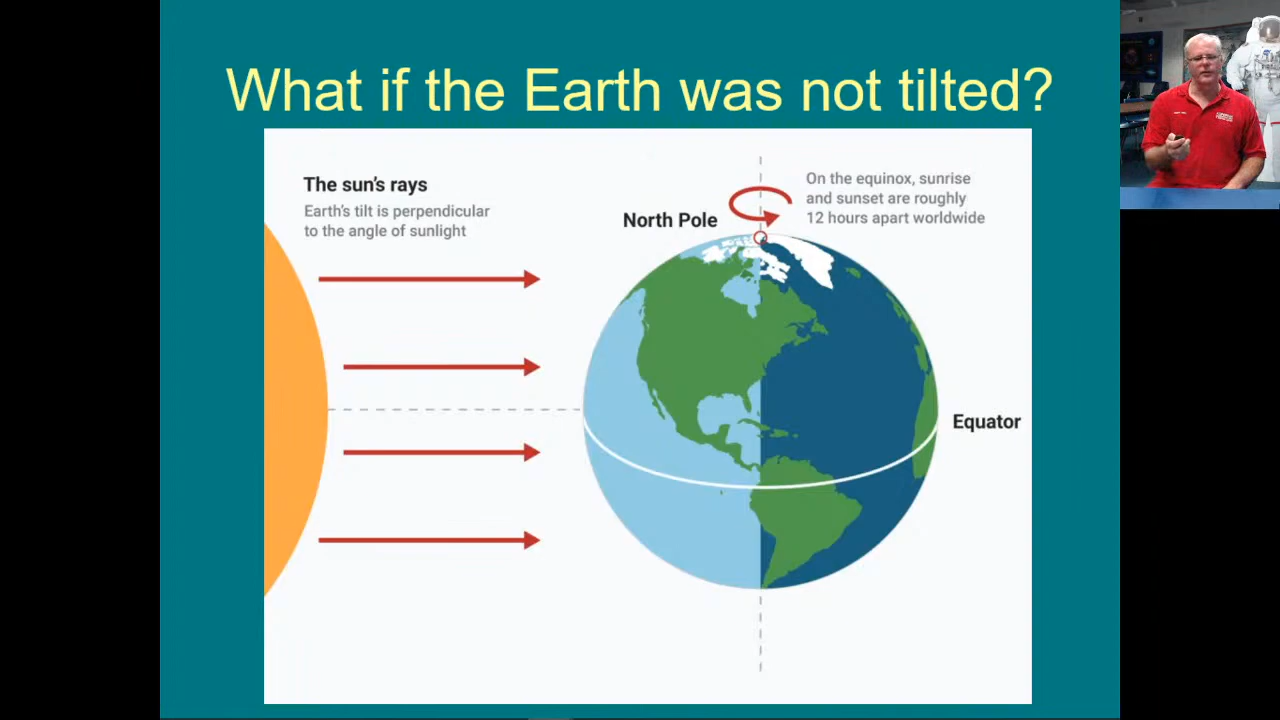 What if the Earth was not tilted?
The sun's rays
Earth's tilt is perpendicular
to the angle of sunlight
On the equinox, sunrise
and sunset are roughly
12 hours apart worldwide
North Pole
Equator